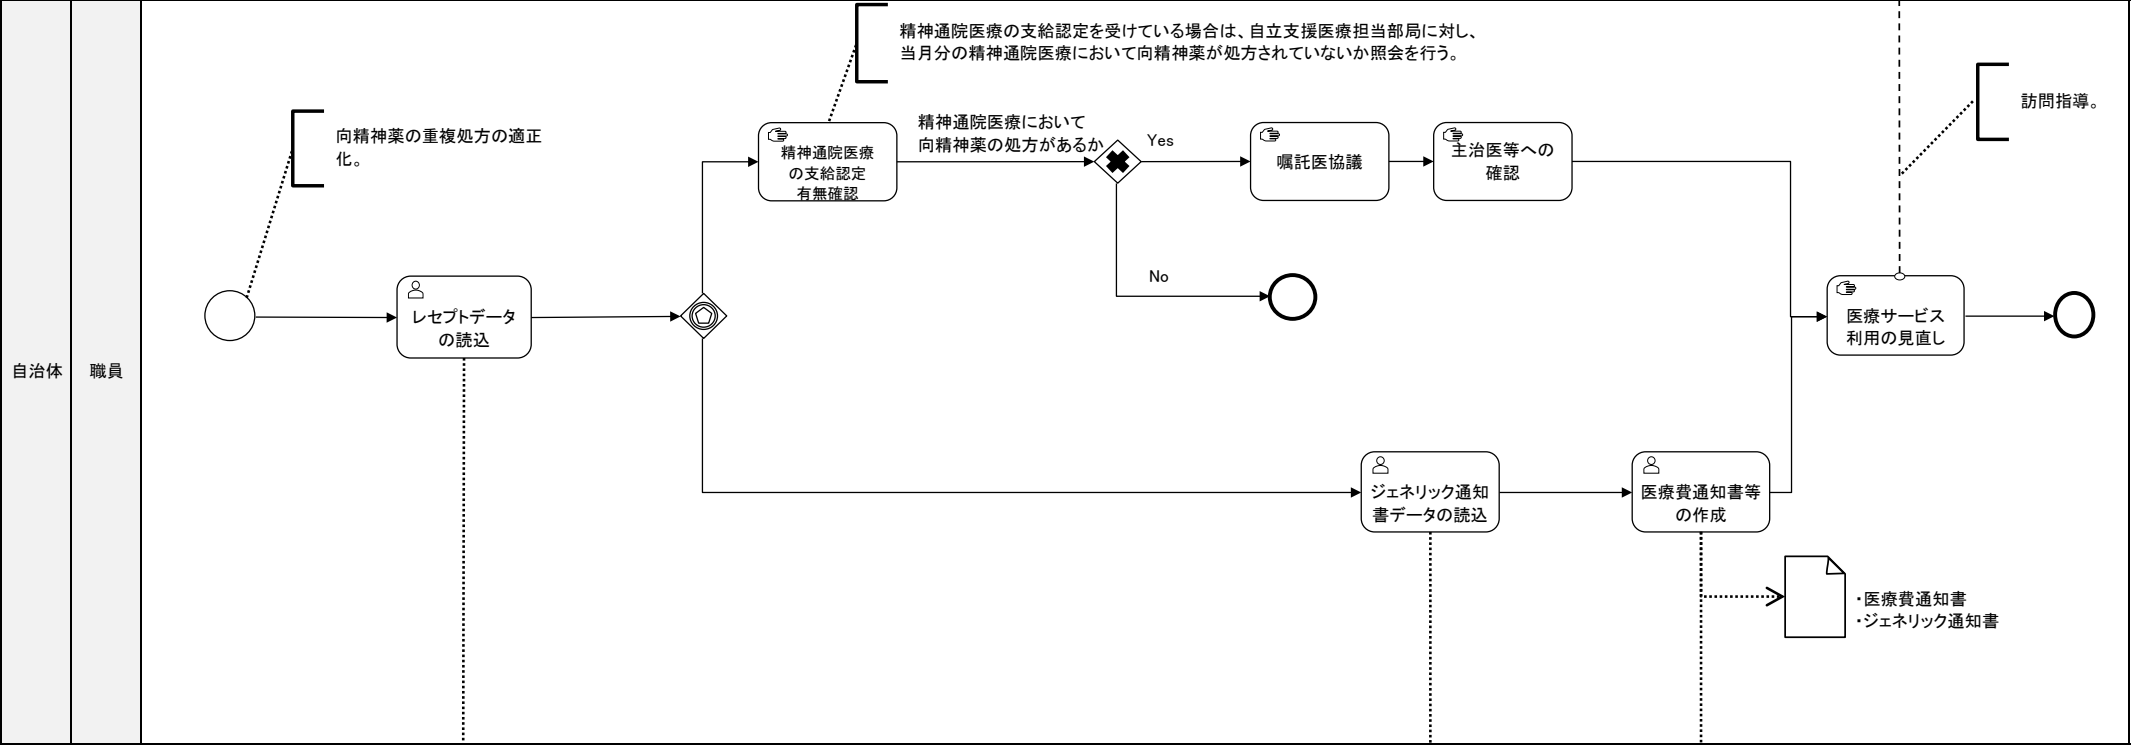 自治体
職員
精神通院医療の支給認定を受けている場合は、自立支援医療担当部局に対し、
当月分の精神通院医療において向精神薬が処方されていないか照会を行う。
訪問指導。
向精神薬の重複処方の適正
化。
精神通院医療
の支給認定
有無確認
精神通院医療において
向精神薬の処方があるか
Yes
嘱託医協議
主治医等への
確認
No
レセプトデータ
の読込
医療サービス
利用の見直し
ジェネリック通知
書データの読込
医療費通知書等
の作成
・医療費通知書
・ジェネリック通知書